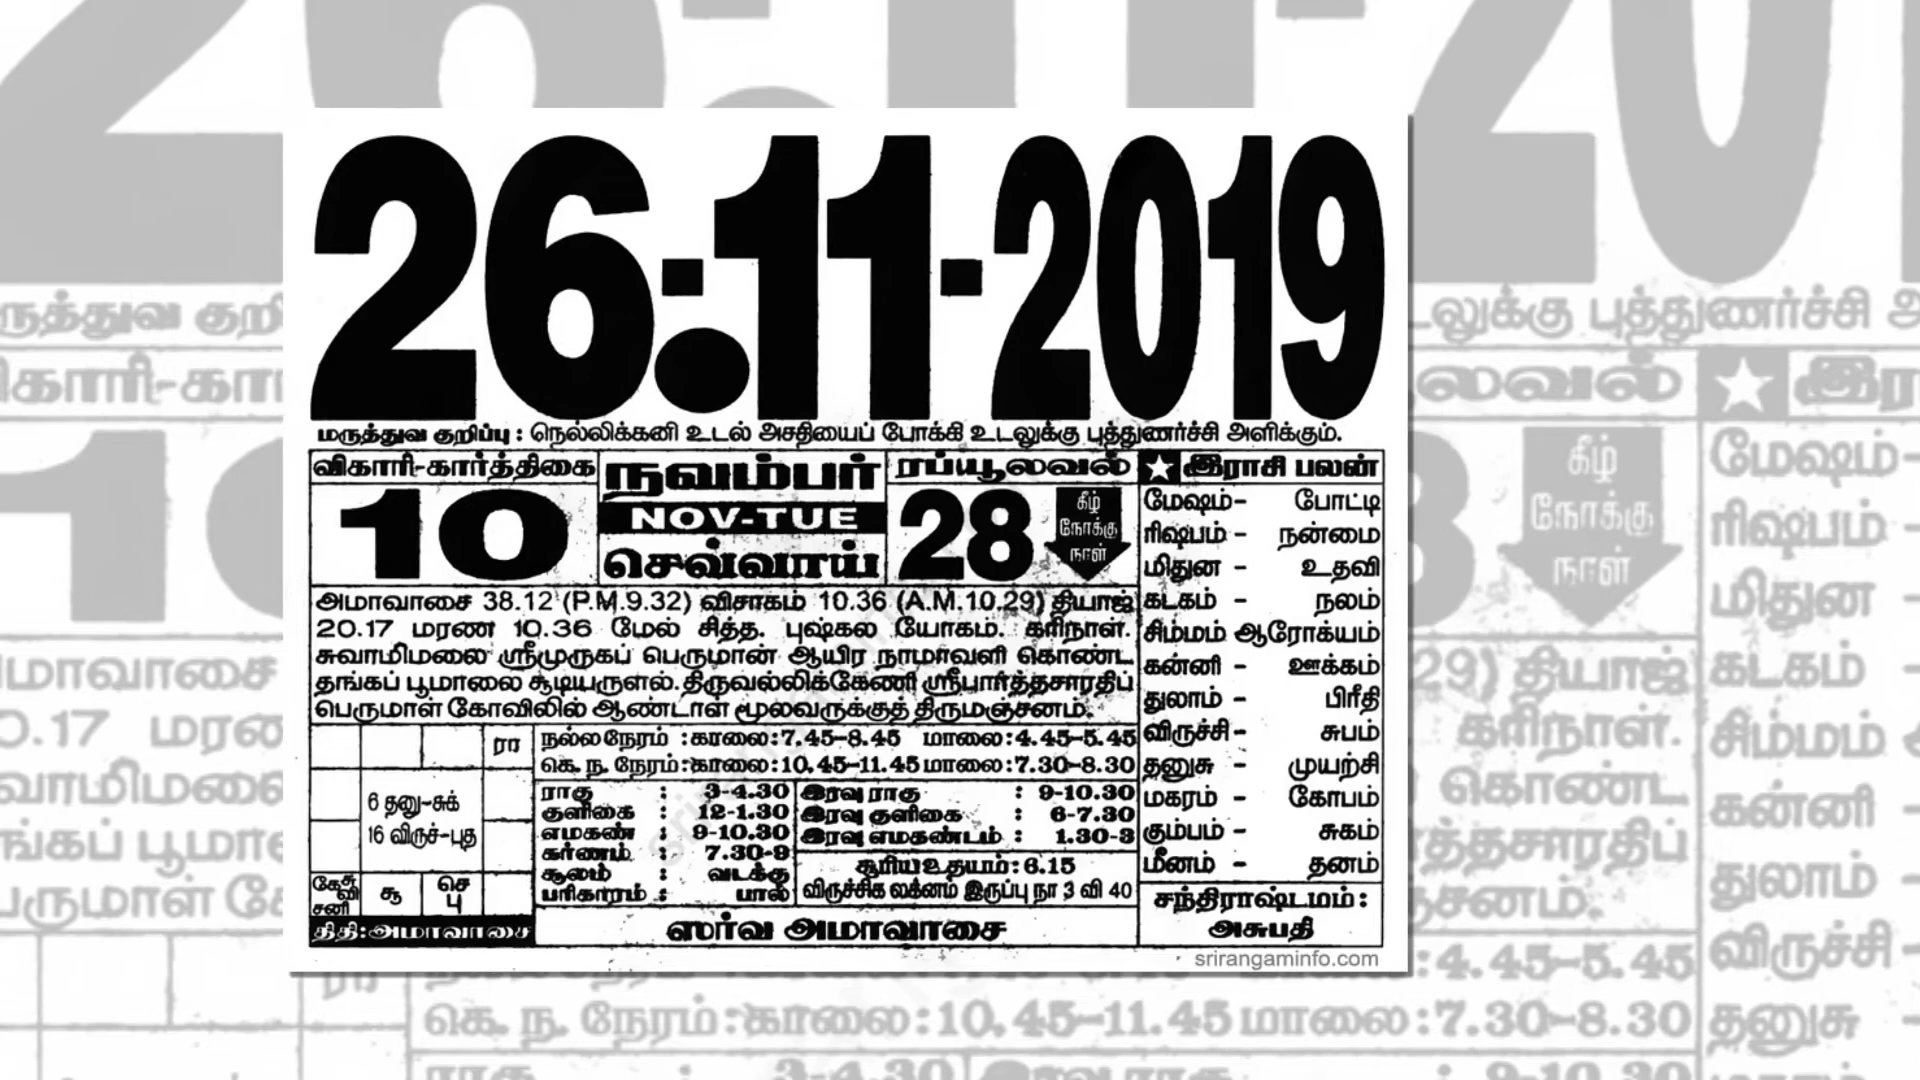 26-11-2019
மருத்துவ குறிப்பு : நெல்லிக்கனி உடல் அசதியைப் போக்கி உடலுக்கு புத்துணர்ச்சி அளிக்கும்.
விகாரி-கார்த்திகை
10
நவம்பர்
NOV-TUE
செவ்வாய்
ரப்யூலவல்
28
கீழ்
நோக்கு
நாள்
அமாவாசை 38.12 (P.M.9.32) விசாகம் 10.36 (A.M.10.29) தியாஜ்
20.17 மரண 10.36 மேல் சித்த. புஷ்கல யோகம். கரிநாள்.
சுவாமிமலை ஸ்ரீமுருகப் பெருமான் ஆயிர நாமாவளி கொண்ட
தங்கப் பூமாலை சூடியருளல். திருவல்லிக்கேணி ஸ்ரீபார்த்தசாரதிப்
பெருமாள் கோவிலில் ஆண்டாள் மூலவருக்குத் திருமஞ்சனம்.
ரா
6 தனு-சுக்
16 விருச்-புத
கேசு
வி
சனி
சூ
செ
பு
திதி:அமாவாசை
நல்லநேரம் :காலை:7.45-8.45 மாலை:4.45-5.45
கெ. ந. நேரம்:காலை:10.45-11.45 மாலை:7.30-8.30
ராகு : 3-4.30
குளிகை : 12-1.30
எமகண் : 9-10.30
கர்ணம் : 7.30-9
சூலம் : வடக்கு
பரிகாரம் : பால்
இரவு ராகு : 9-10.30
இரவு குளிகை : 6-7.30
இரவு எமகண்டம் : 1.30-3
சூரிய உதயம்:6.15
விருச்சிக லக்னம் இருப்பு நா 3 வி 40
ஸர்வ அமாவாசை
இராசி பலன்
மேஷம்- போட்டி
ரிஷபம் - நன்மை
மிதுன - உதவி
கடகம் - நலம்
சிம்மம் ஆரோக்யம்
கன்னி - ஊக்கம்
துலாம் - பிரீதி
விருச்சி- சுபம்
தனுசு - முயற்சி
மகரம் - கோபம்
கும்பம் - சுகம்
மீனம் - தனம்
சந்திராஷ்டமம்:
அசுபதி
srirangaminfo.com